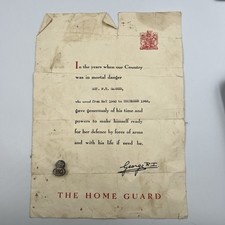 In the years when our Country
was in mortal danger
who served from
gave generously of his time and
powers to make himself ready
for her defence by force of arms
and with his life if need be.
George R.I.
THE HOME GUARD